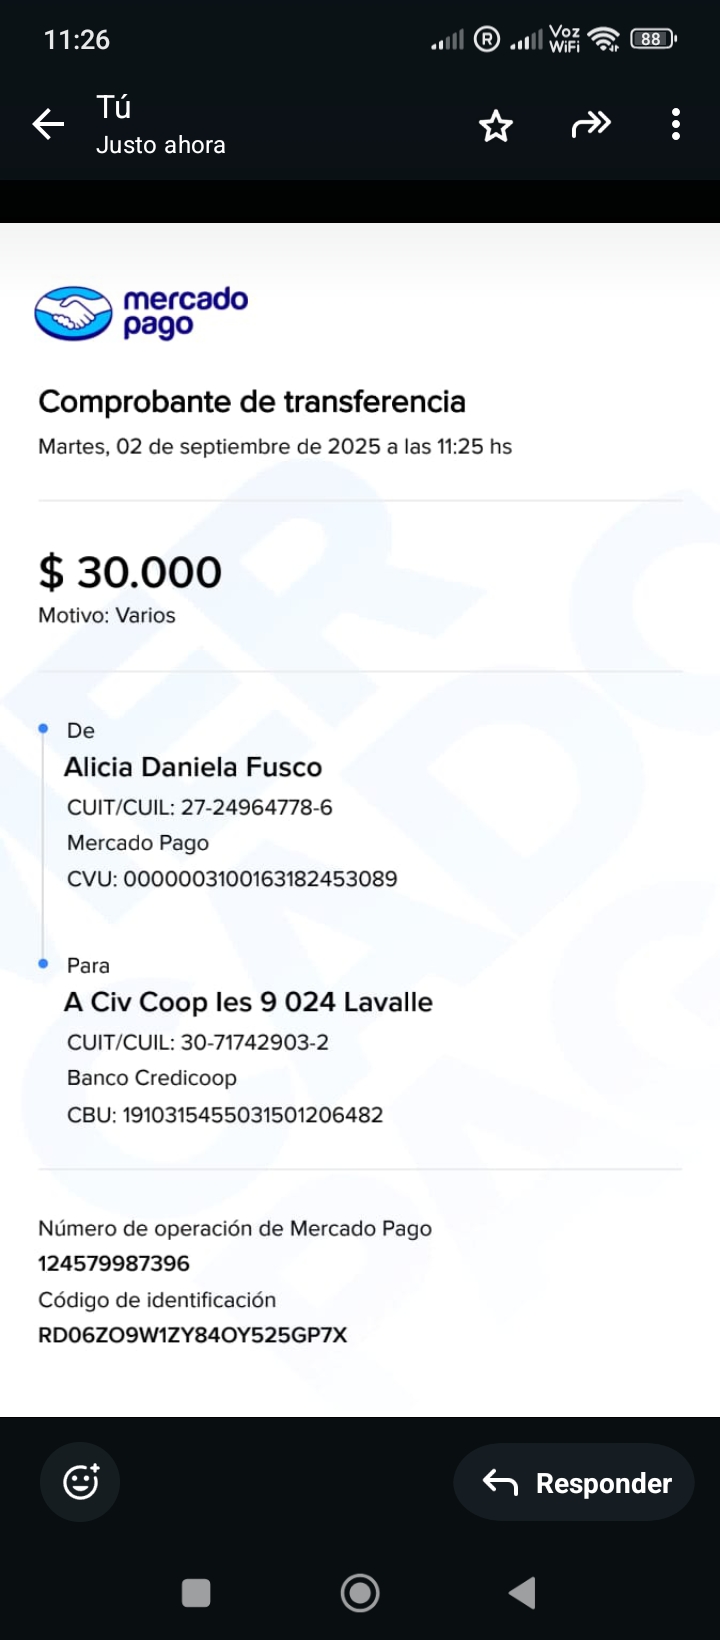 11:26
R
Voz
WiFi
88
Tú
Justo ahora
mercado
pago
Comprobante de transferencia
Martes, 02 de septiembre de 2025 a las 11:25 hs
$ 30.000
Motivo: Varios
De
Alicia Daniela Fusco
CUIT/CUIL: 27-24964778-6
Mercado Pago
CVU: 0000003100163182453089
Para
A Civ Coop Ies 9 024 Lavalle
CUIT/CUIL: 30-71742903-2
Banco Credicoop
CBU: 1910315455031501206482
Número de operación de Mercado Pago
124579987396
Código de identificación
RD06ZO9W1ZY84OY525GP7X
Responder